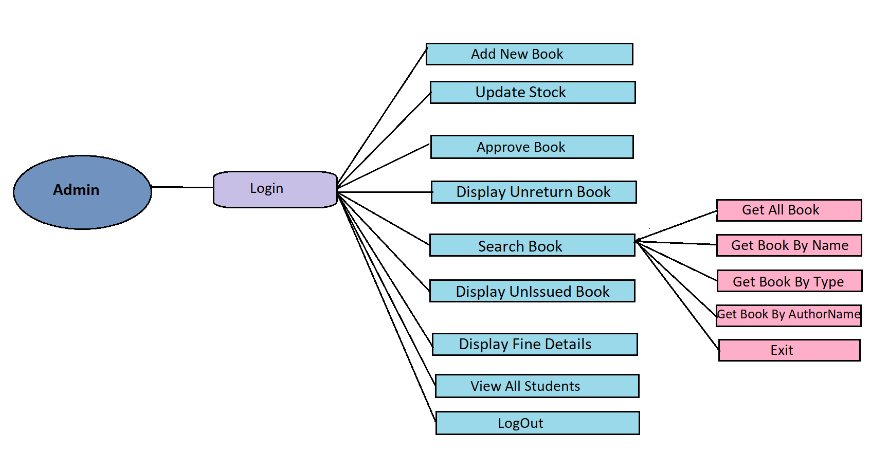 Admin
Login
Add New Book
Update Stock
Approve Book
Display Unreturn Book
Search Book
Display UnIssued Book
Display Fine Details
View All Students
LogOut
Get All Book
Get Book By Name
Get Book By Type
Get Book By AuthorName
Exit